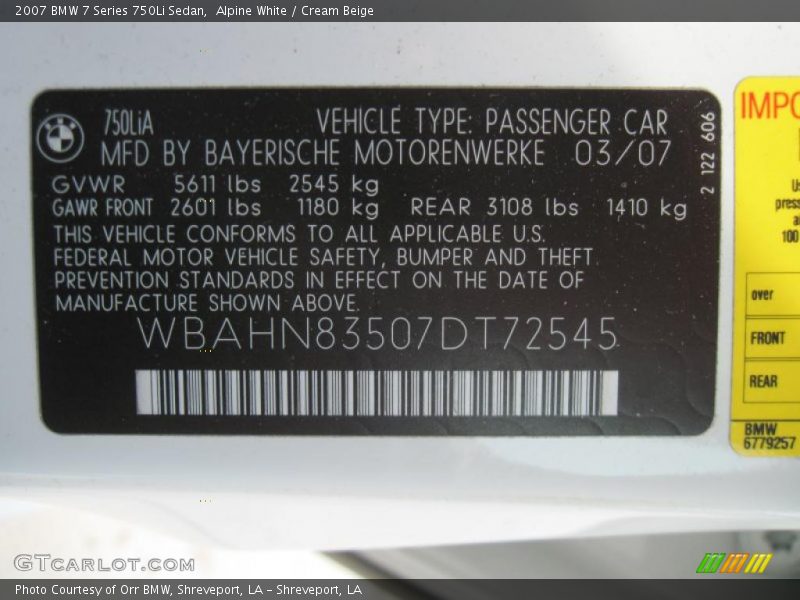 2007 BMW 7 Series 750Li Sedan,  Alpine White / Cream Beige
750LiA VEHICLE TYPE: PASSENGER CAR
MFD BY BAYERISCHE MOTORENWERKE 03/07
GVWR 5611 lbs 2545 kg
GAWR FRONT 2601 lbs 1180 kg REAR 3108 lbs 1410 kg
THIS VEHICLE CONFORMS TO ALL APPLICABLE U.S.
FEDERAL MOTOR VEHICLE SAFETY, BUMPER AND THEFT
PREVENTION STANDARDS IN EFFECT ON THE DATE OF
MANUFACTURE SHOWN ABOVE.
WBAHN83507DT72545
2 122 606
IMPO
Us
press
a
100
over
FRONT
REAR
BMW
6779257
GTCARLOT.COM
Photo Courtesy of Orr BMW, Shreveport, LA - Shreveport, LA